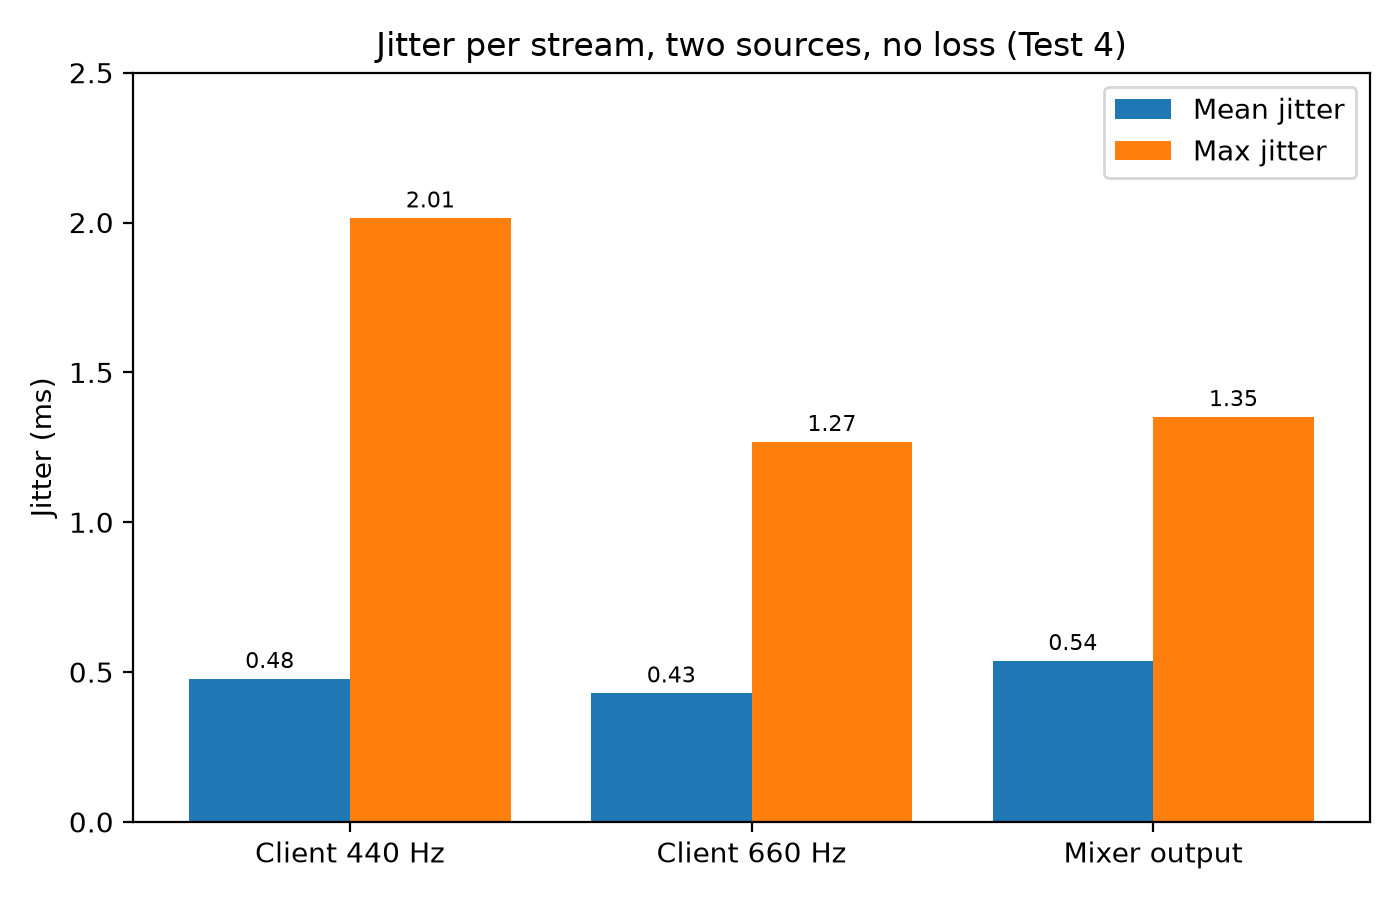 Jitter per stream, two sources, no loss (Test 4)
Mean jitter
Max jitter
Jitter (ms)
2.5
2.0
1.5
1.0
0.5
0.0
0.48
2.01
0.43
1.27
0.54
1.35
Client 440 Hz
Client 660 Hz
Mixer output